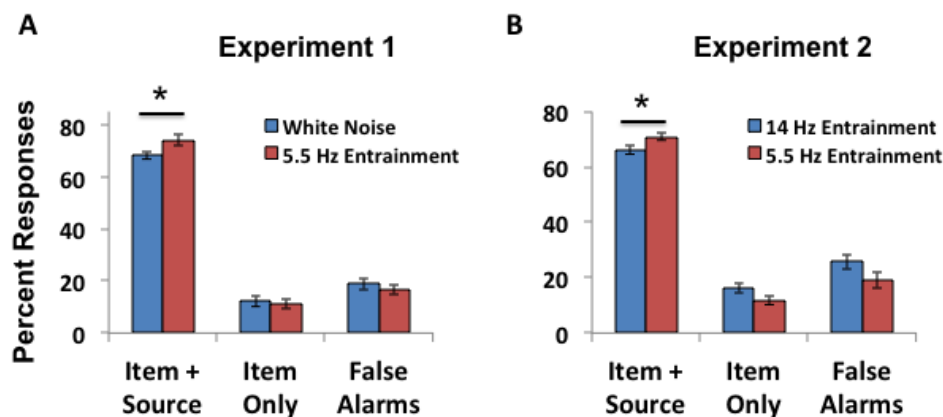 A
Experiment 1
*
White Noise
5.5 Hz Entrainment
Percent Responses
80
60
40
20
0
Item + Source
Item Only
False Alarms
B
Experiment 2
*
14 Hz Entrainment
5.5 Hz Entrainment
80
60
40
20
0
Item + Source
Item Only
False Alarms